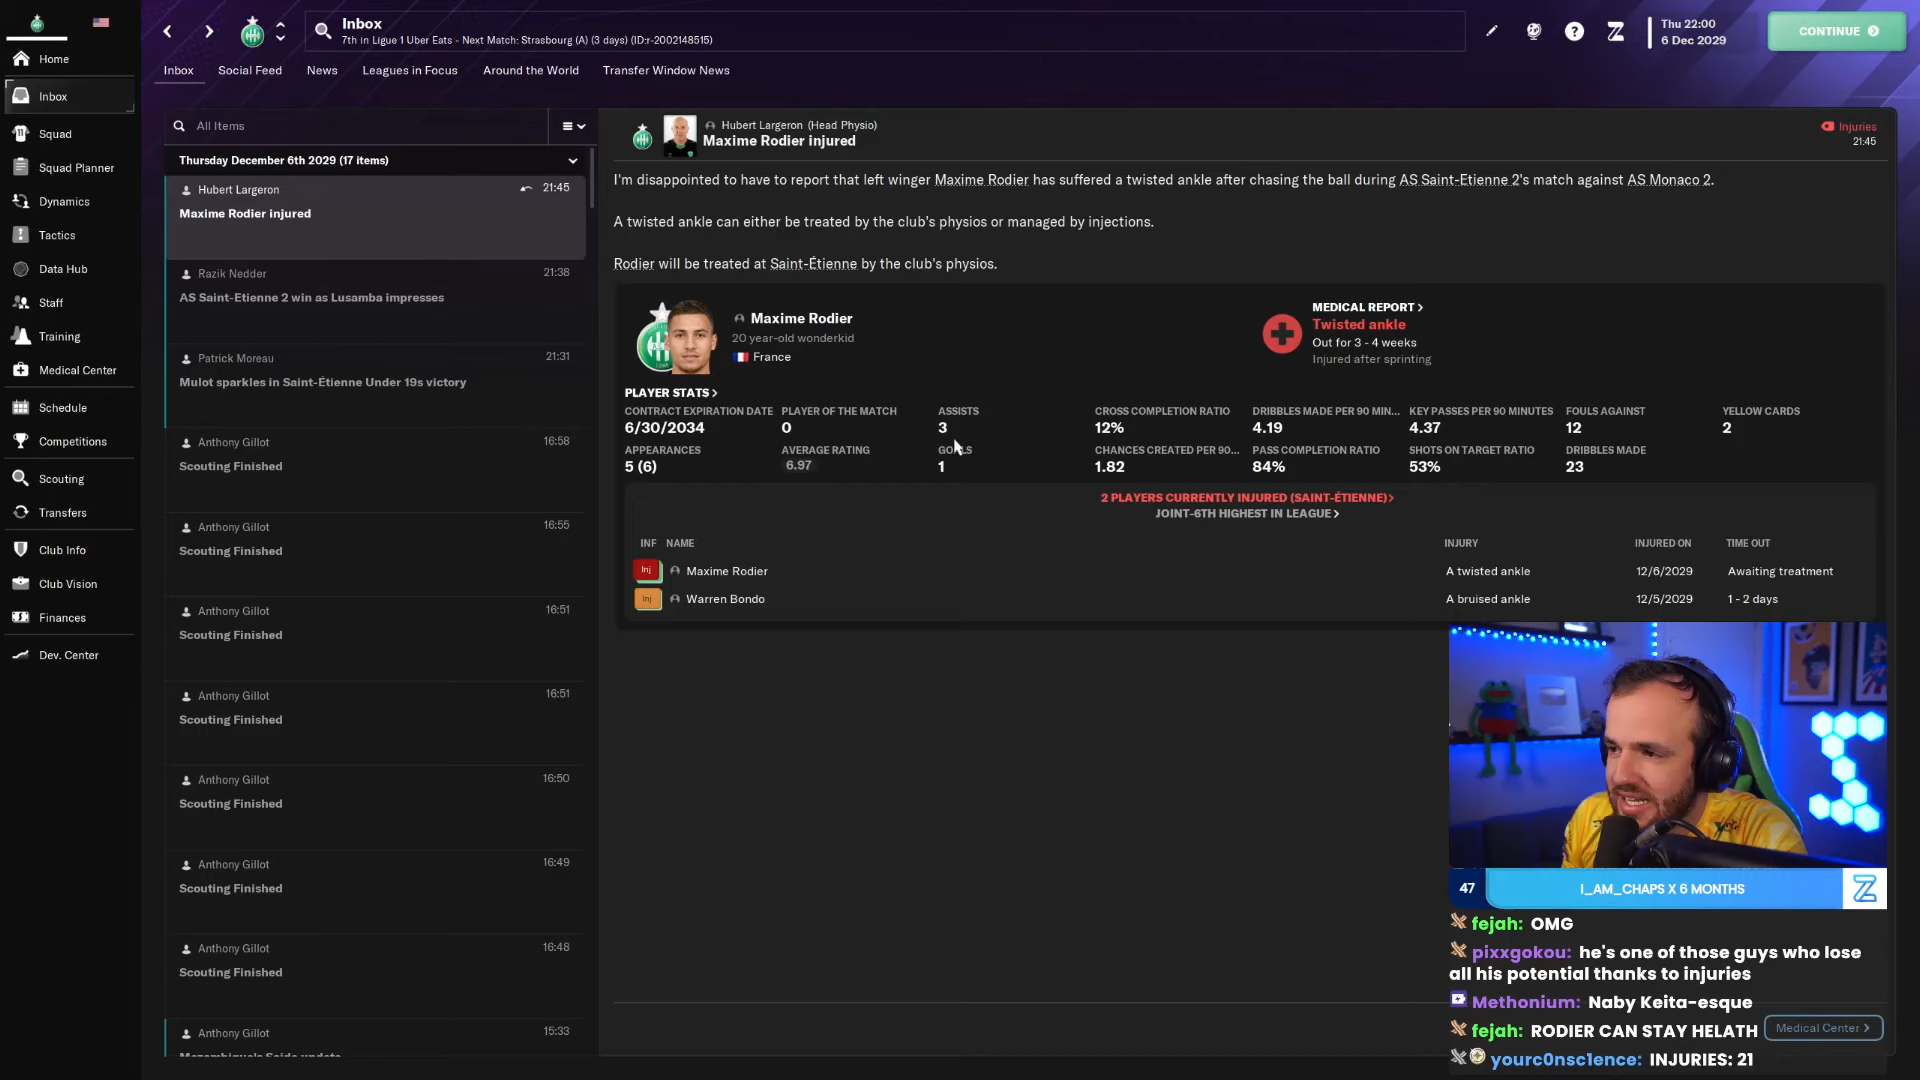 Inbox
7th in Ligue 1 Uber Eats - Next Match: Strasbourg (A) (3 days) (ID:r-2002148515)
Thu 22:00
6 Dec 2029
CONTINUE
Home
Inbox
Squad
Squad Planner
Dynamics
Tactics
Data Hub
Staff
Training
Medical Center
Schedule
Competitions
Scouting
Transfers
Club Info
Club Vision
Finances
Dev. Center
Inbox
Social Feed
News
Leagues in Focus
Around the World
Transfer Window News
All Items
Thursday December 6th 2029 (17 items)
Hubert Largeron 21:45
Maxime Rodier injured
Razik Nedder 21:38
AS Saint-Etienne 2 win as Lusamba impresses
Patrick Moreau 21:31
Mulot sparkles in Saint-Étienne Under 19s victory
Anthony Gillot 16:58
Scouting Finished
Anthony Gillot 16:55
Scouting Finished
Anthony Gillot 16:51
Scouting Finished
Anthony Gillot 16:51
Scouting Finished
Anthony Gillot 16:50
Scouting Finished
Anthony Gillot 16:49
Scouting Finished
Anthony Gillot 16:48
Scouting Finished
Anthony Gillot 15:33
Hubert Largeron (Head Physio)
Maxime Rodier injured
Injuries
21:45
I'm disappointed to have to report that left winger Maxime Rodier has suffered a twisted ankle after chasing the ball during AS Saint-Etienne 2's match against AS Monaco 2.
A twisted ankle can either be treated by the club's physios or managed by injections.
Rodier will be treated at Saint-Étienne by the club's physios.
Maxime Rodier
20 year-old wonderkid
France
MEDICAL REPORT >
Twisted ankle
Out for 3 - 4 weeks
Injured after sprinting
PLAYER STATS >
CONTRACT EXPIRATION DATE PLAYER OF THE MATCH ASSISTS CROSS COMPLETION RATIO DRIBBLES MADE PER 90 MIN... KEY PASSES PER 90 MINUTES FOULS AGAINST YELLOW CARDS
6/30/2034 0 3 12% 4.19 4.37 12 2
APPEARANCES AVERAGE RATING GOALS CHANCES CREATED PER 90... PASS COMPLETION RATIO SHOTS ON TARGET RATIO DRIBBLES MADE
5 (6) 6.97 1 1.82 84% 53% 23
2 PLAYERS CURRENTLY INJURED (SAINT-ÉTIENNE) >
JOINT-6TH HIGHEST IN LEAGUE >
INF NAME INJURY INJURED ON TIME OUT
Inj Maxime Rodier A twisted ankle 12/6/2029 Awaiting treatment
Inj Warren Bondo A bruised ankle 12/5/2029 1 - 2 days
47 I_AM_CHAPS X 6 MONTHS
fejah: OMG
pixxgokou: he's one of those guys who lose
all his potential thanks to injuries
Methonium: Naby Keita-esque
fejah: RODIER CAN STAY HELATH
Medical Center >
yourc0nsc1ence: INJURIES: 21